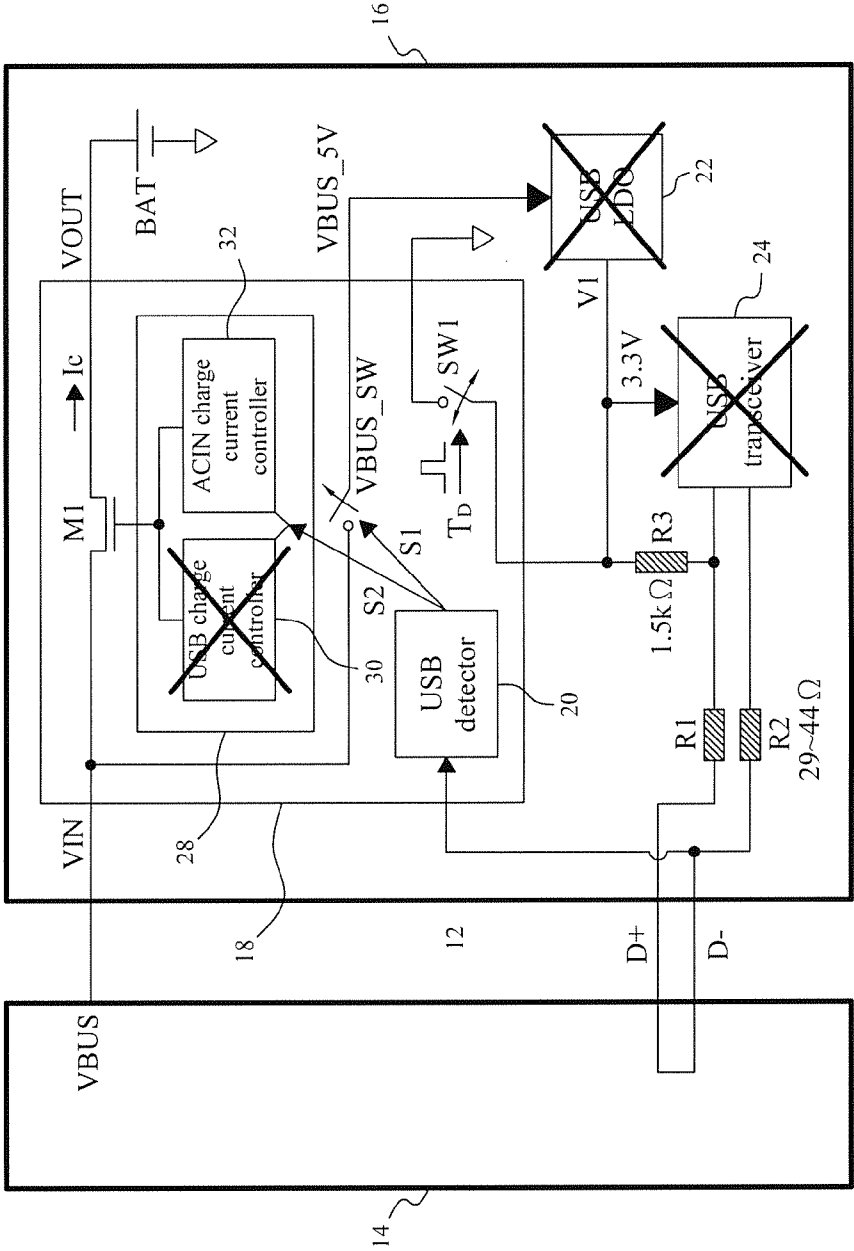 16
VOUT
BAT
VBUS_5V
USB
LDO
22
Ic
32
ACIN charge
current
controller
VBUS_SW
SW1
V1
3.3V
24
USB
transceiver
M1
TD
S1
S2
USB charge
current
controller
30
USB
detector
20
R3
1.5kΩ
R1
R2
29~44Ω
VIN
28
18
12
D+
D-
VBUS
14